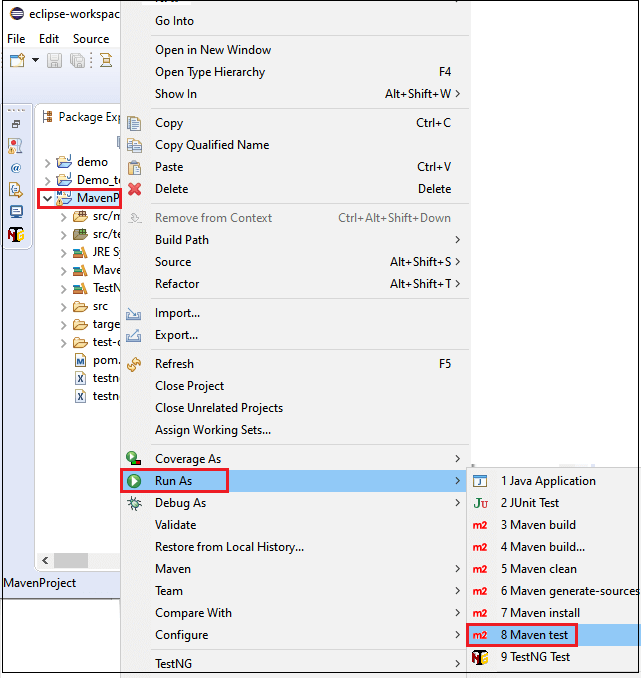 eclipse-workspac
File Edit Source
Package Exp
demo
Demo_te
MavenP
src/m
src/te
JRE Sy
Mave
TestN
src
targe
test-o
pom.
testn
testn
MavenProject
Go Into
Open in New Window
Open Type Hierarchy F4
Show In Alt+Shift+W >
Copy Ctrl+C
Copy Qualified Name
Paste Ctrl+V
Delete Delete
Remove from Context Ctrl+Alt+Shift+Down
Build Path >
Source Alt+Shift+S >
Refactor Alt+Shift+T >
Import...
Export...
Refresh F5
Close Project
Close Unrelated Projects
Assign Working Sets...
Coverage As >
Run As >
Debug As >
Validate
Restore from Local History...
Maven >
Team >
Compare With >
Configure >
TestNG >
1 Java Application
Ju 2 JUnit Test
m2 3 Maven build
m2 4 Maven build...
m2 5 Maven clean
m2 6 Maven generate-sources
m2 7 Maven install
m2 8 Maven test
9 TestNG Test